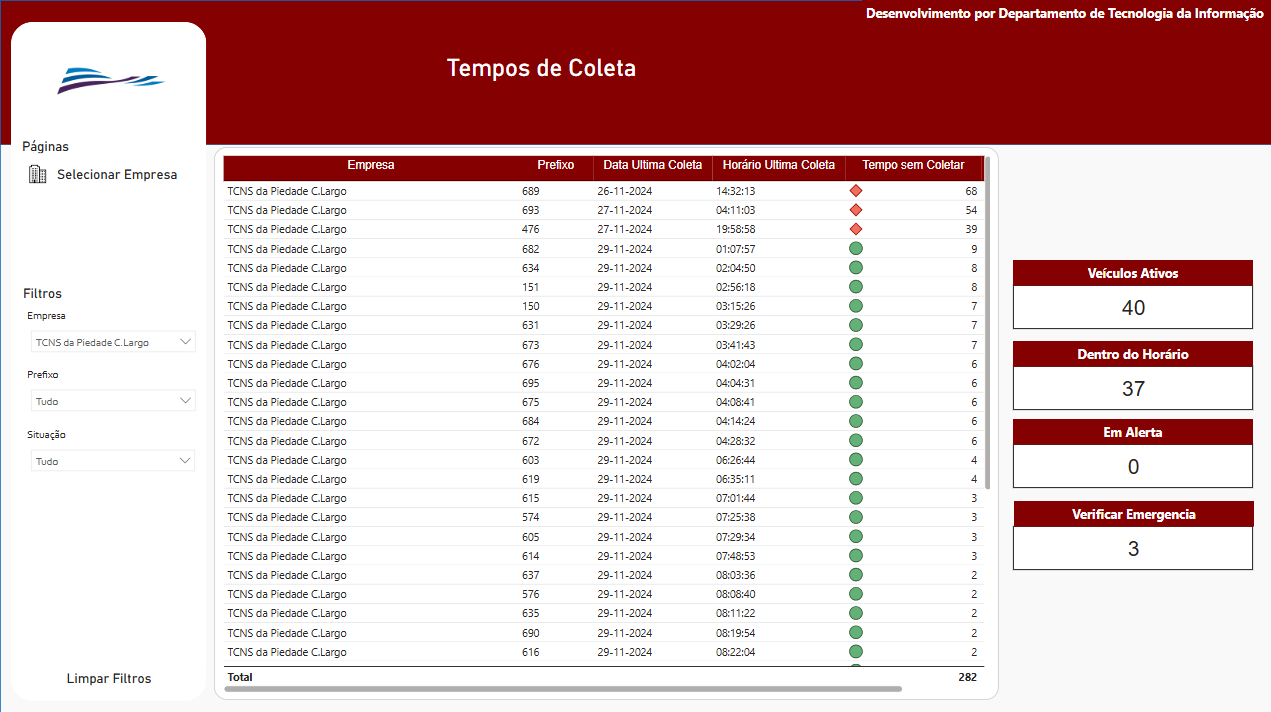 Desenvolvimento por Departamento de Tecnologia da Informação
Tempos de Coleta
Páginas
Selecionar Empresa
Filtros
Empresa
TCNS da Piedade C.Largo
Prefixo
Tudo
Situação
Tudo
Limpar Filtros
Empresa Prefixo Data Ultima Coleta Horário Ultima Coleta Tempo sem Coletar
TCNS da Piedade C.Largo 689 26-11-2024 14:32:13 68
TCNS da Piedade C.Largo 693 27-11-2024 04:11:03 54
TCNS da Piedade C.Largo 476 27-11-2024 19:58:58 39
TCNS da Piedade C.Largo 682 29-11-2024 01:07:57 9
TCNS da Piedade C.Largo 634 29-11-2024 02:04:50 8
TCNS da Piedade C.Largo 151 29-11-2024 02:56:18 8
TCNS da Piedade C.Largo 150 29-11-2024 03:15:26 7
TCNS da Piedade C.Largo 631 29-11-2024 03:29:26 7
TCNS da Piedade C.Largo 673 29-11-2024 03:41:43 7
TCNS da Piedade C.Largo 676 29-11-2024 04:02:04 6
TCNS da Piedade C.Largo 695 29-11-2024 04:04:31 6
TCNS da Piedade C.Largo 675 29-11-2024 04:08:41 6
TCNS da Piedade C.Largo 684 29-11-2024 04:14:24 6
TCNS da Piedade C.Largo 672 29-11-2024 04:28:32 6
TCNS da Piedade C.Largo 603 29-11-2024 06:26:44 4
TCNS da Piedade C.Largo 619 29-11-2024 06:35:11 4
TCNS da Piedade C.Largo 615 29-11-2024 07:01:44 3
TCNS da Piedade C.Largo 574 29-11-2024 07:25:38 3
TCNS da Piedade C.Largo 605 29-11-2024 07:29:34 3
TCNS da Piedade C.Largo 614 29-11-2024 07:48:53 3
TCNS da Piedade C.Largo 637 29-11-2024 08:03:36 2
TCNS da Piedade C.Largo 576 29-11-2024 08:08:40 2
TCNS da Piedade C.Largo 635 29-11-2024 08:11:22 2
TCNS da Piedade C.Largo 690 29-11-2024 08:19:54 2
TCNS da Piedade C.Largo 616 29-11-2024 08:22:04 2
Total 282
Veículos Ativos
40
Dentro do Horário
37
Em Alerta
0
Verificar Emergencia
3